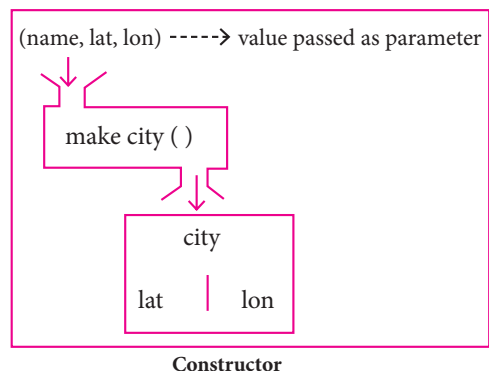 (name, lat, lon) -----> value passed as parameter
make city ( )
city
lat | lon
Constructor